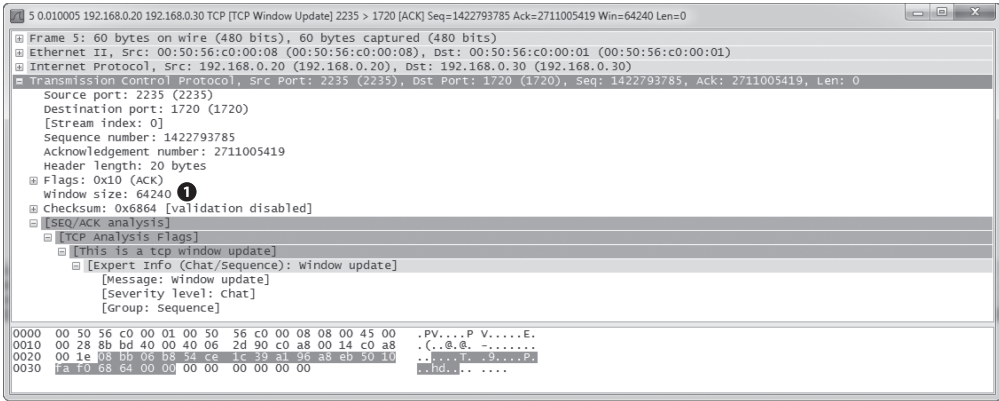 5 0.010005 192.168.0.20 192.168.0.30 TCP [TCP Window Update] 2235 > 1720 [ACK] Seq=1422793785 Ack=2711005419 Win=64240 Len=0
Frame 5: 60 bytes on wire (480 bits), 60 bytes captured (480 bits)
Ethernet II, Src: 00:50:56:c0:00:08 (00:50:56:c0:00:08), Dst: 00:50:56:c0:00:01 (00:50:56:c0:00:01)
Internet Protocol, Src: 192.168.0.20 (192.168.0.20), Dst: 192.168.0.30 (192.168.0.30)
Transmission Control Protocol, Src Port: 2235 (2235), Dst Port: 1720 (1720), Seq: 1422793785, Ack: 2711005419, Len: 0
Source port: 2235 (2235)
Destination port: 1720 (1720)
[Stream index: 0]
Sequence number: 1422793785
Acknowledgement number: 2711005419
Header length: 20 bytes
Flags: 0x10 (ACK)
Window size: 64240 1
Checksum: 0x6864 [validation disabled]
[SEQ/ACK analysis]
[TCP Analysis Flags]
[This is a tcp window update]
[Expert Info (Chat/Sequence): Window update]
[Message: Window update]
[Severity level: Chat]
[Group: Sequence]
0000 00 50 56 c0 00 01 00 50 56 c0 00 08 08 00 45 00 .PV....P V.....E.
0010 00 28 8b bd 40 00 40 06 2d 90 c0 a8 00 14 c0 a8 .(..@.@. -.......
0020 00 1e 08 bb 06 b8 54 ce 1c 39 a1 96 a8 eb 50 10 ......T. .9....P.
0030 fa f0 68 64 00 00 00 00 00 00 00 00 ..hd.... ....